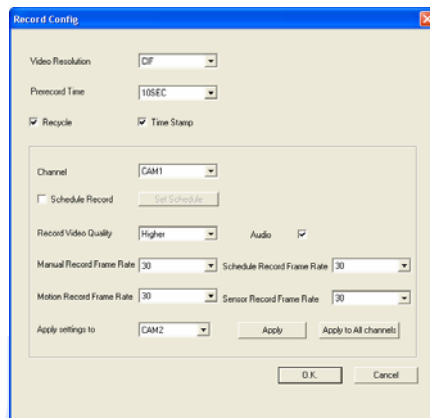 Record Config
Video Resolution CIF
Prerecord Time 10SEC
Recycle Time Stamp
Channel CAM1
Schedule Record Set Schedule
Record Video Quality Higher Audio
Manual Record Frame Rate 30 Schedule Record Frame Rate 30
Motion Record Frame Rate 30 Sensor Record Frame Rate 30
Apply settings to CAM2 Apply Apply to All channels
O.K. Cancel